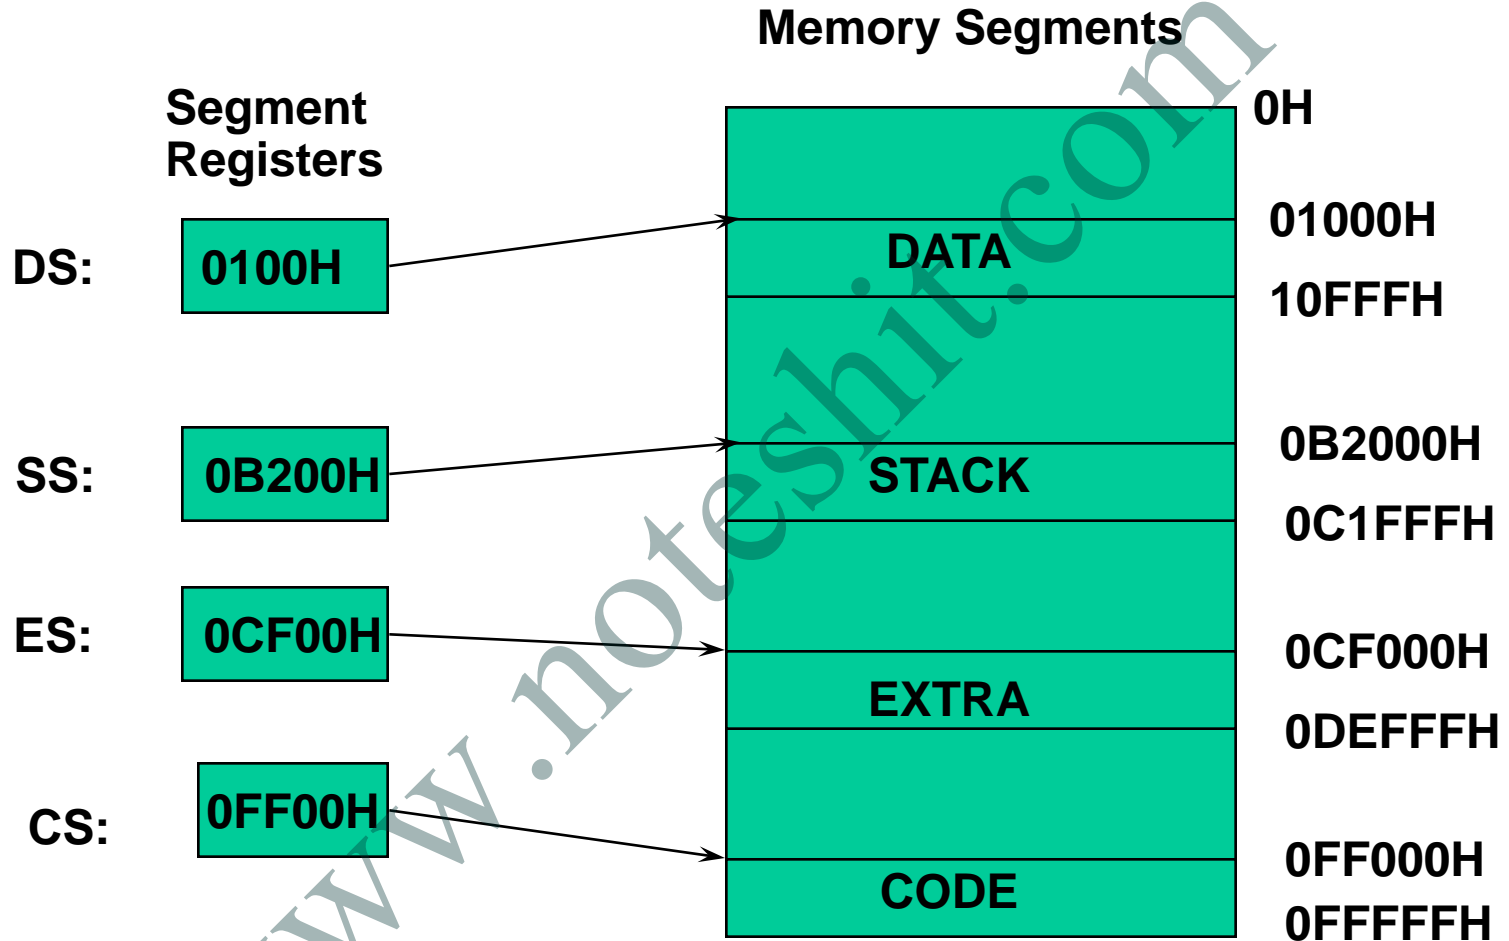 Memory Segments
Segment
Registers
0H
DS:
0100H
DATA
01000H
10FFFH
SS:
0B200H
STACK
0B2000H
0C1FFFH
ES:
0CF00H
EXTRA
0CF000H
0DEFFFH
CS:
0FF00H
CODE
0FF000H
0FFFFFH
www.noteshit.com